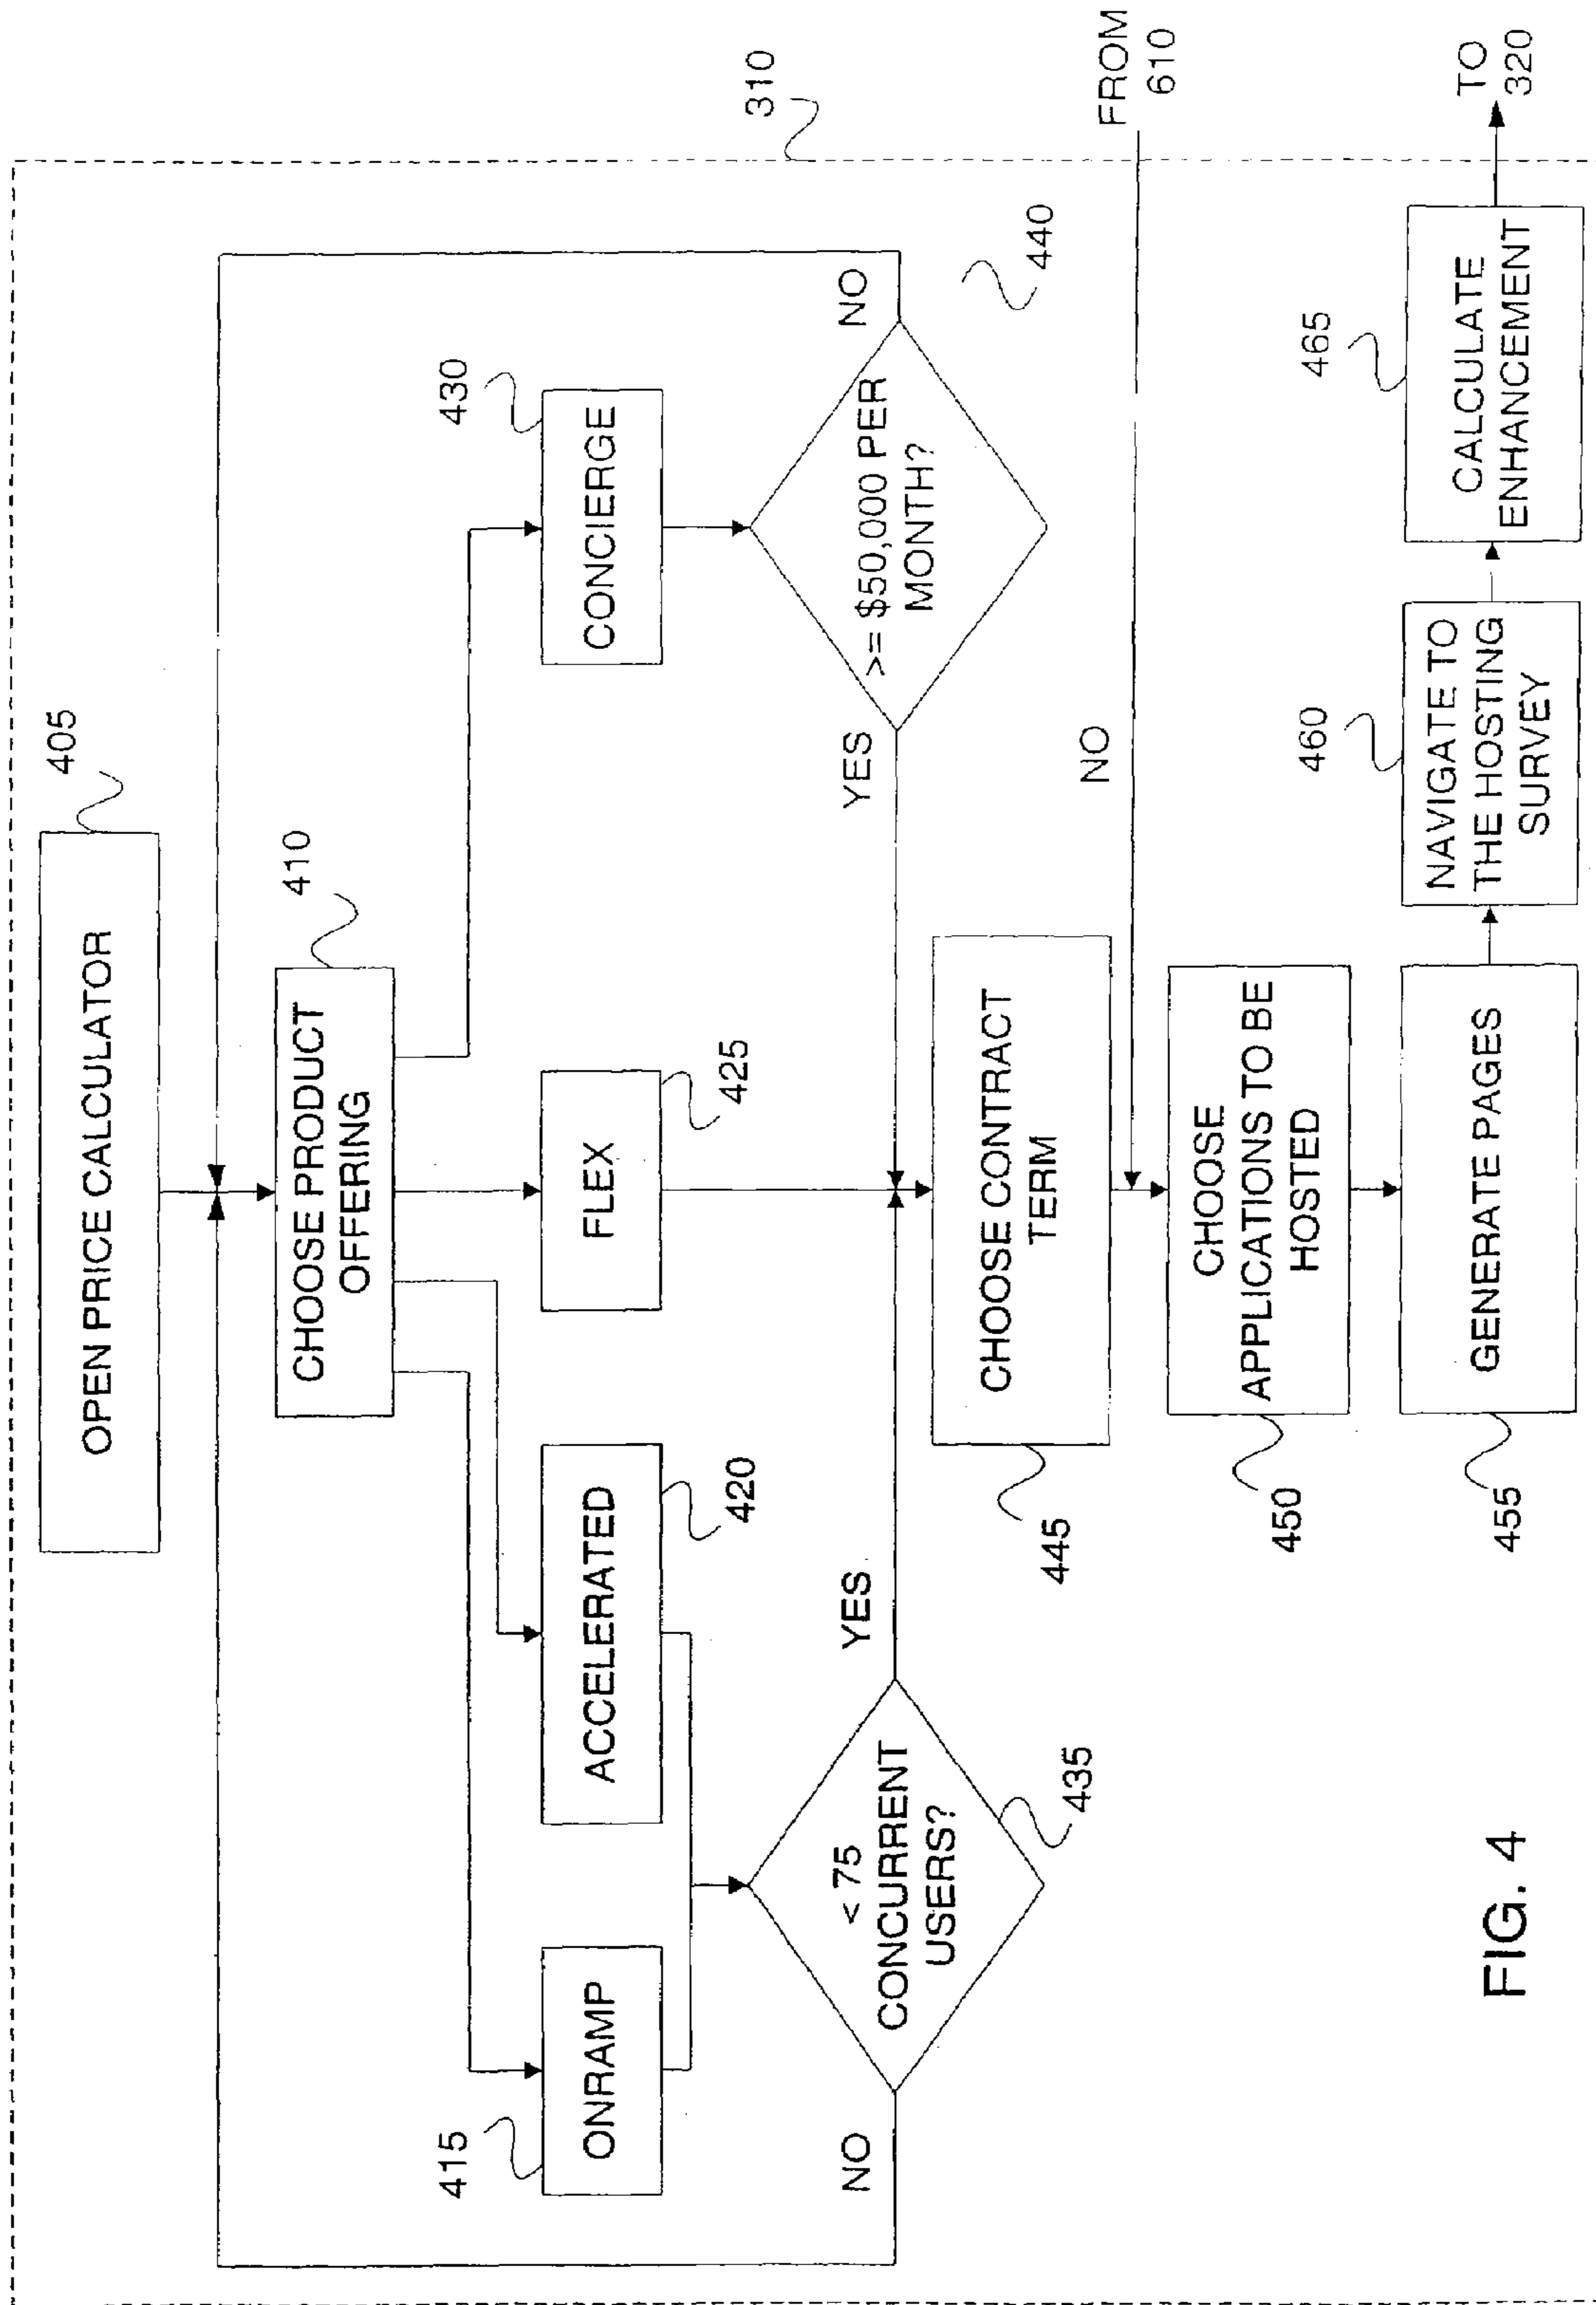 310
405
OPEN PRICE CALCULATOR
410
CHOOSE PRODUCT
OFFERING
415
ONRAMP
ACCELERATED
420
FLEX
425
430
CONCIERGE
< 75
CONCURRENT
USERS?
435
NO
YES
>= $50,000 PER
MONTH?
440
YES
NO
CHOOSE CONTRACT
TERM
445
NO
FROM
610
CHOOSE
APPLICATIONS TO BE
HOSTED
450
GENERATE PAGES
455
NAVIGATE TO
THE HOSTING
SURVEY
460
CALCULATE
ENHANCEMENT
465
TO
320
FIG. 4